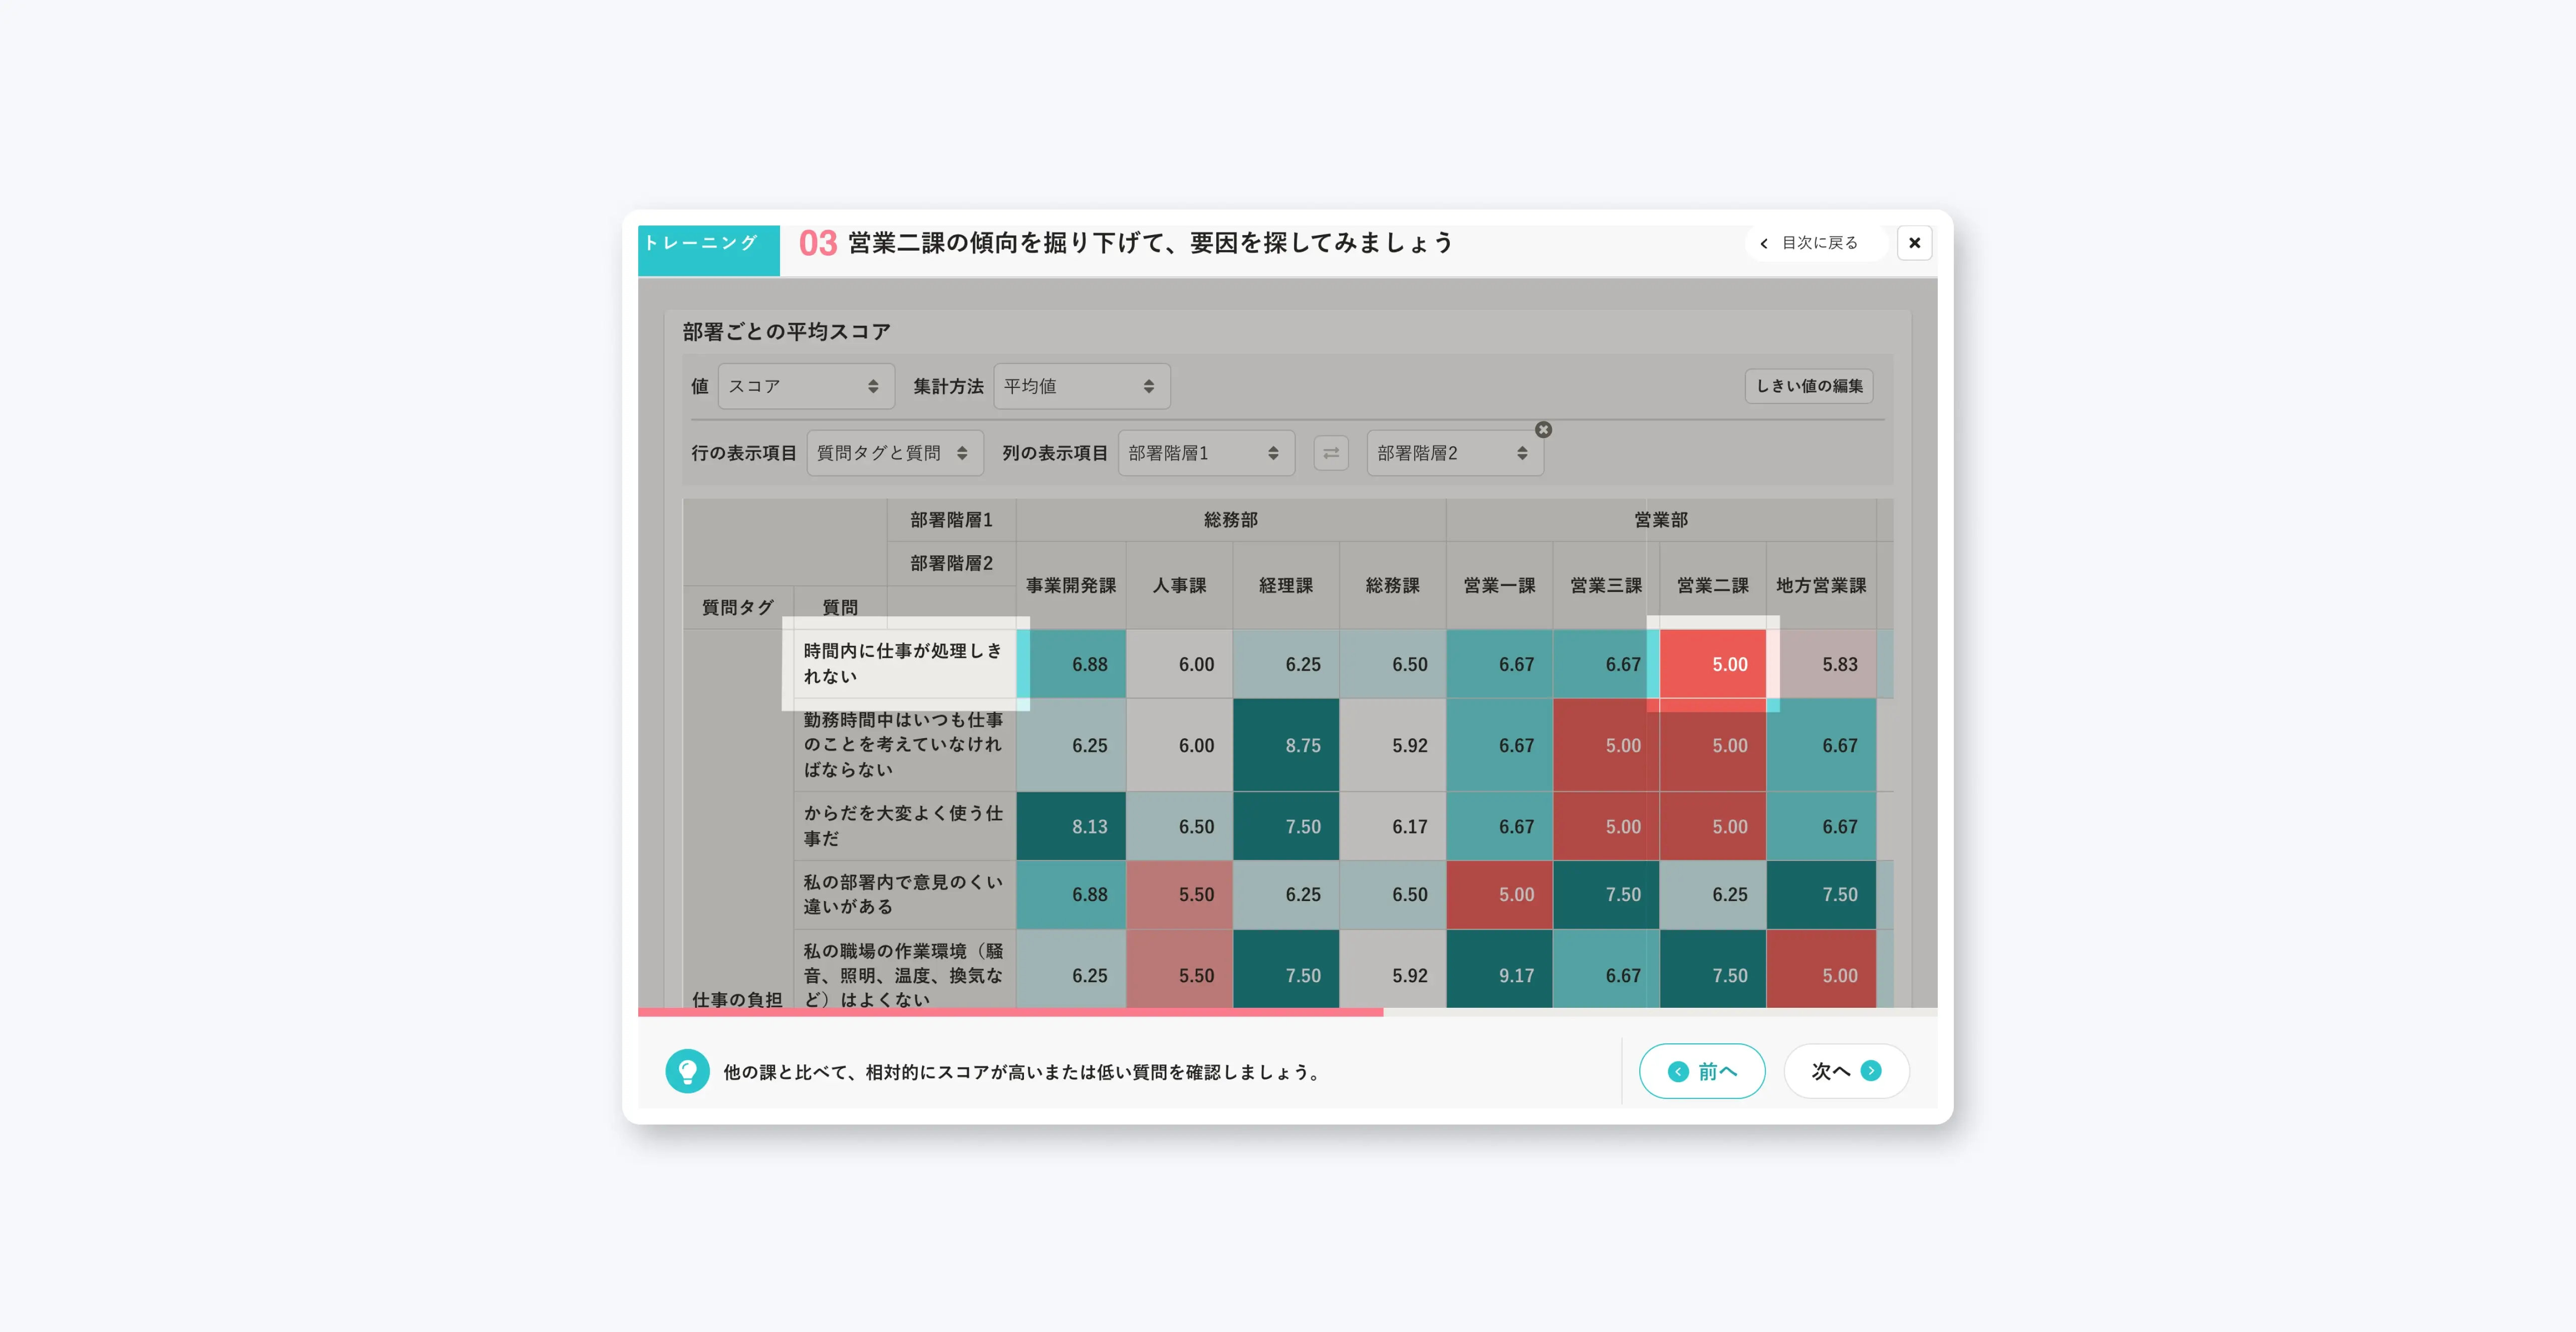 トレーニング
03 営業二課の傾向を掘り下げて、要因を探してみましょう
目次に戻る
部署ごとの平均スコア
値 スコア 集計方法 平均値 しきい値の編集
行の表示項目 質問タグと質問 列の表示項目 部署階層1 部署階層2
部署階層1 総務部 営業部
部署階層2
事業開発課 人事課 経理課 総務課 営業一課 営業三課 営業二課 地方営業課
質問タグ 質問
時間内に仕事が処理しき
れない
6.88 6.00 6.25 6.50 6.67 6.67 5.00 5.83
勤務時間中はいつも仕事
のことを考えていなけれ
ばならない
6.25 6.00 8.75 5.92 6.67 5.00 5.00 6.67
からだを大変よく使う仕
事だ
8.13 6.50 7.50 6.17 6.67 5.00 5.00 6.67
私の部署内で意見のくい
違いがある
6.88 5.50 6.25 6.50 5.00 7.50 6.25 7.50
私の職場の作業環境（騒
音、照明、温度、換気な
ど）はよくない
6.25 5.50 7.50 5.92 9.17 6.67 7.50 5.00
仕事の負担
他の課と比べて、相対的にスコアが高いまたは低い質問を確認しましょう。
前へ
次へ